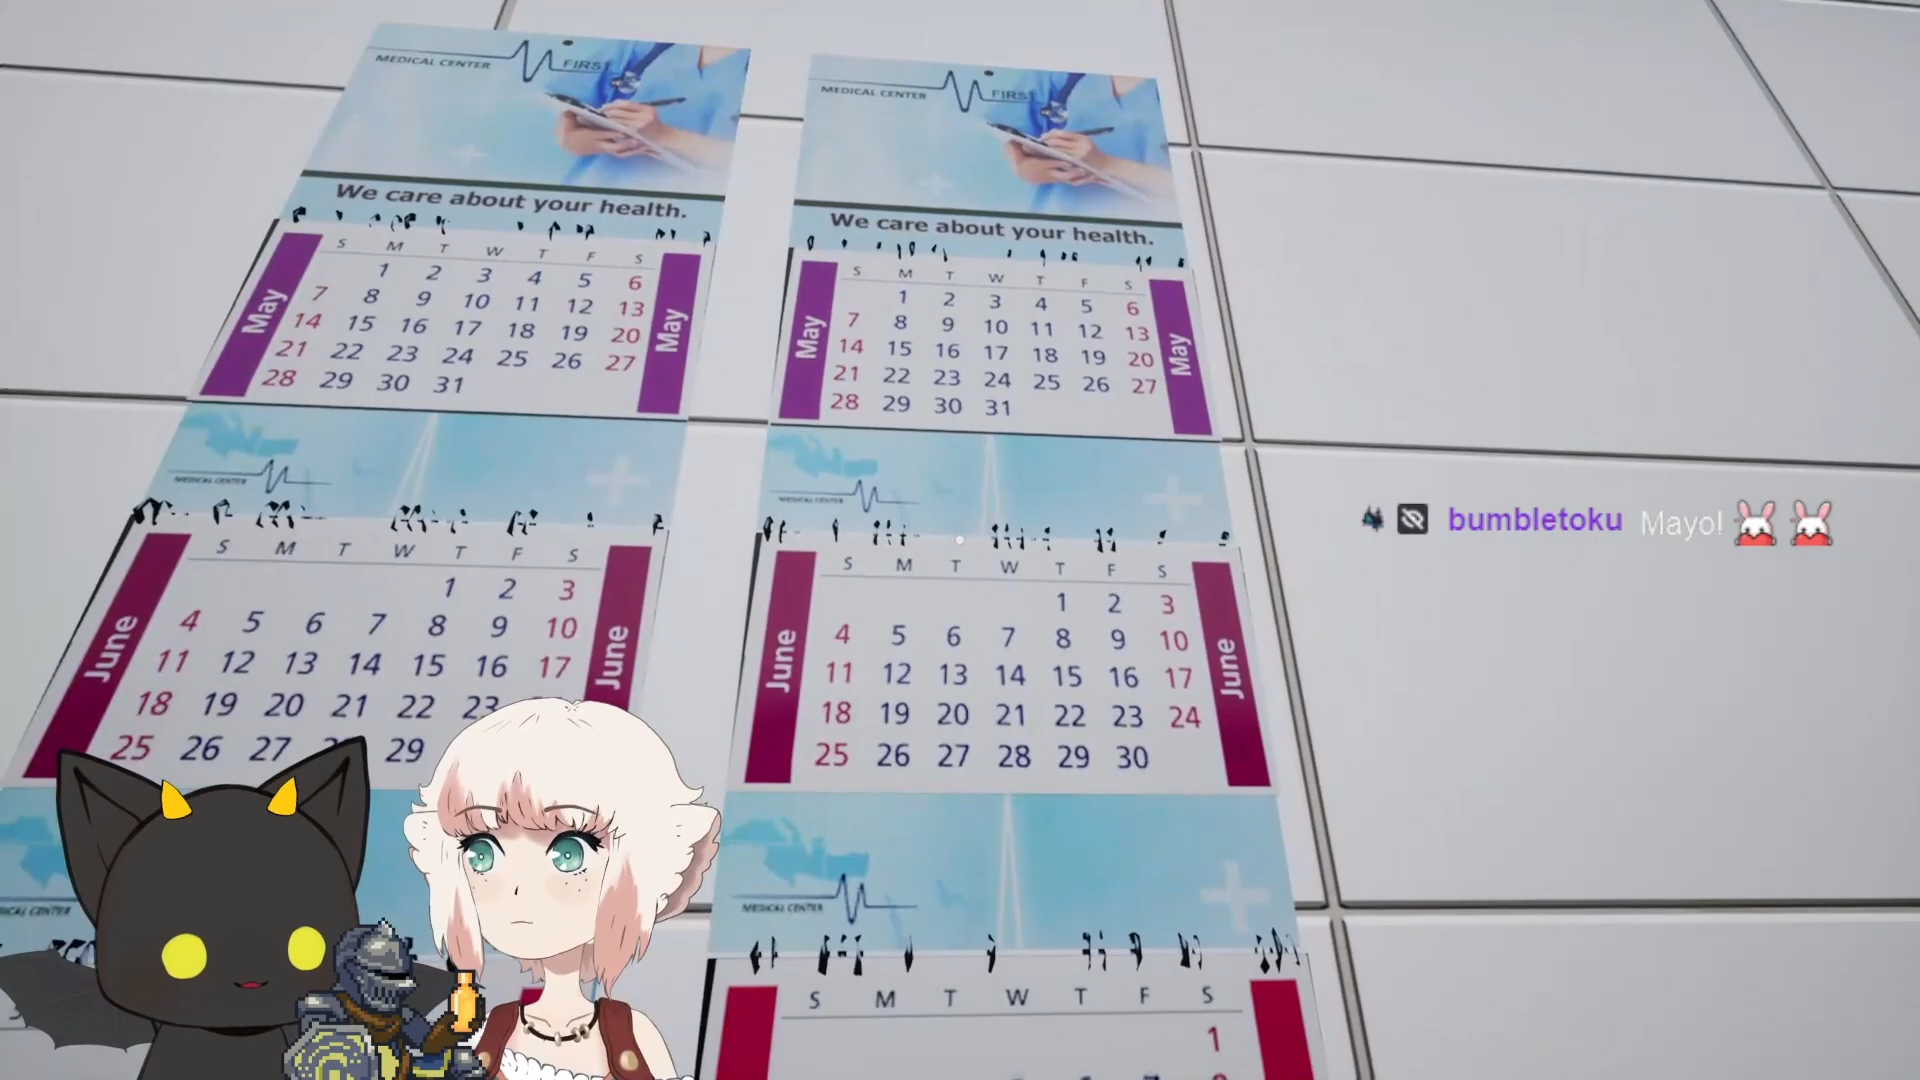 MEDICAL CENTER FIRST
We care about your health.
S M T W T F S
May May
1 2 3 4 5 6
7 8 9 10 11 12 13
14 15 16 17 18 19 20
21 22 23 24 25 26 27
28 29 30 31
MEDICAL CENTER
S M T W T F S
June June
1 2 3
4 5 6 7 8 9 10
11 12 13 14 15 16 17
18 19 20 21 22 23
25 26 27 29
MEDICAL CENTER FIRST
We care about your health.
S M T W T F S
May May
1 2 3 4 5 6
7 8 9 10 11 12 13
14 15 16 17 18 19 20
21 22 23 24 25 26 27
28 29 30 31
MEDICAL CENTER
S M T W T F S
June June
1 2 3
4 5 6 7 8 9 10
11 12 13 14 15 16 17
18 19 20 21 22 23 24
25 26 27 28 29 30
MEDICAL CENTER
S M T W T F S
1
bumbletoku Mayo!